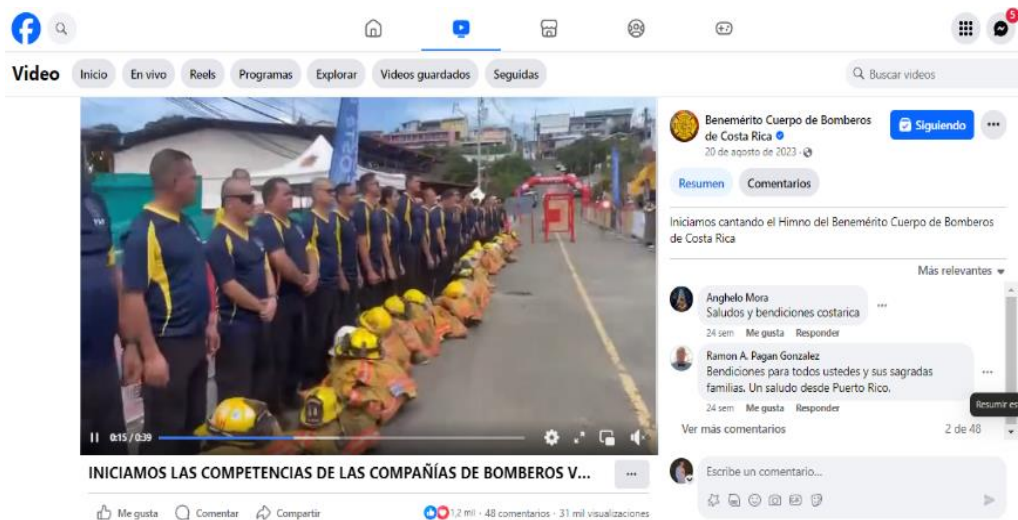 5
Video
Inicio
En vivo
Reels
Programas
Explorar
Videos guardados
Seguidas
Buscar videos
Benemérito Cuerpo de Bomberos
de Costa Rica
Siguiendo
20 de agosto de 2023
Resumen
Comentarios
Iniciamos cantando el Himno del Benemérito Cuerpo de Bomberos
de Costa Rica
Más relevantes
Anghelo Mora
Saludos y bendiciones costarica
24 sem Me gusta Responder
Ramon A. Pagan Gonzalez
Bendiciones para todos ustedes y sus sagradas
familias. Un saludo desde Puerto Rico.
24 sem Me gusta Responder
Resumir es
Ver más comentarios
2 de 48
0:15 / 0:39
INICIAMOS LAS COMPETENCIAS DE LAS COMPAÑÍAS DE BOMBEROS V...
Escribe un comentario...
Me gusta
Comentar
Compartir
1,2 mil · 48 comentarios · 31 mil visualizaciones